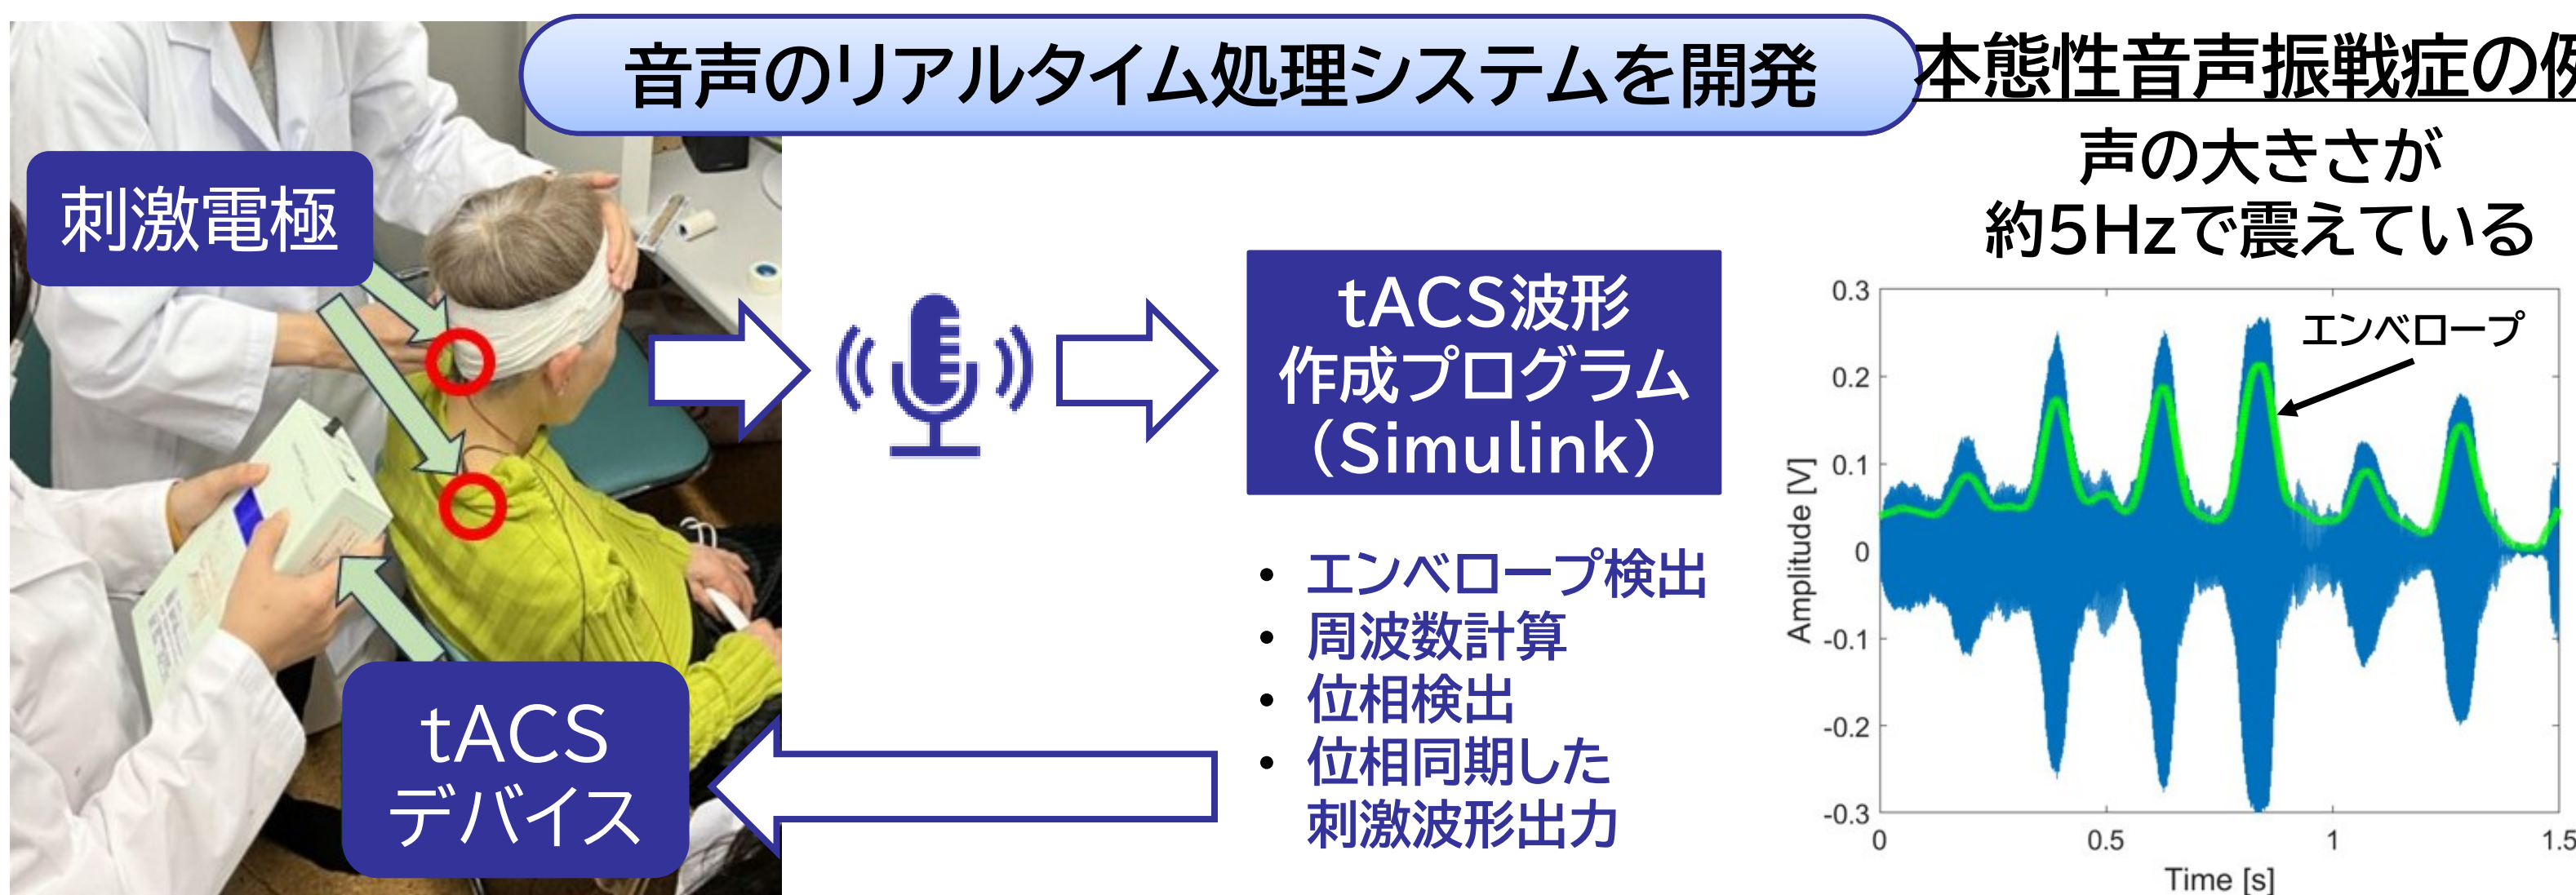 音声のリアルタイム処理システムを開発
刺激電極
tACS
デバイス
tACS波形
作成プログラム
（Simulink）
• エンベロープ検出
• 周波数計算
• 位相検出
• 位相同期した
刺激波形出力
本態性音声振戦症の例
声の大きさが
約5Hzで震えている
エンベロープ
Amplitude [V]
0.3
0.2
0.1
0
-0.1
-0.2
-0.3
0
0.5
1
1.5
Time [s]